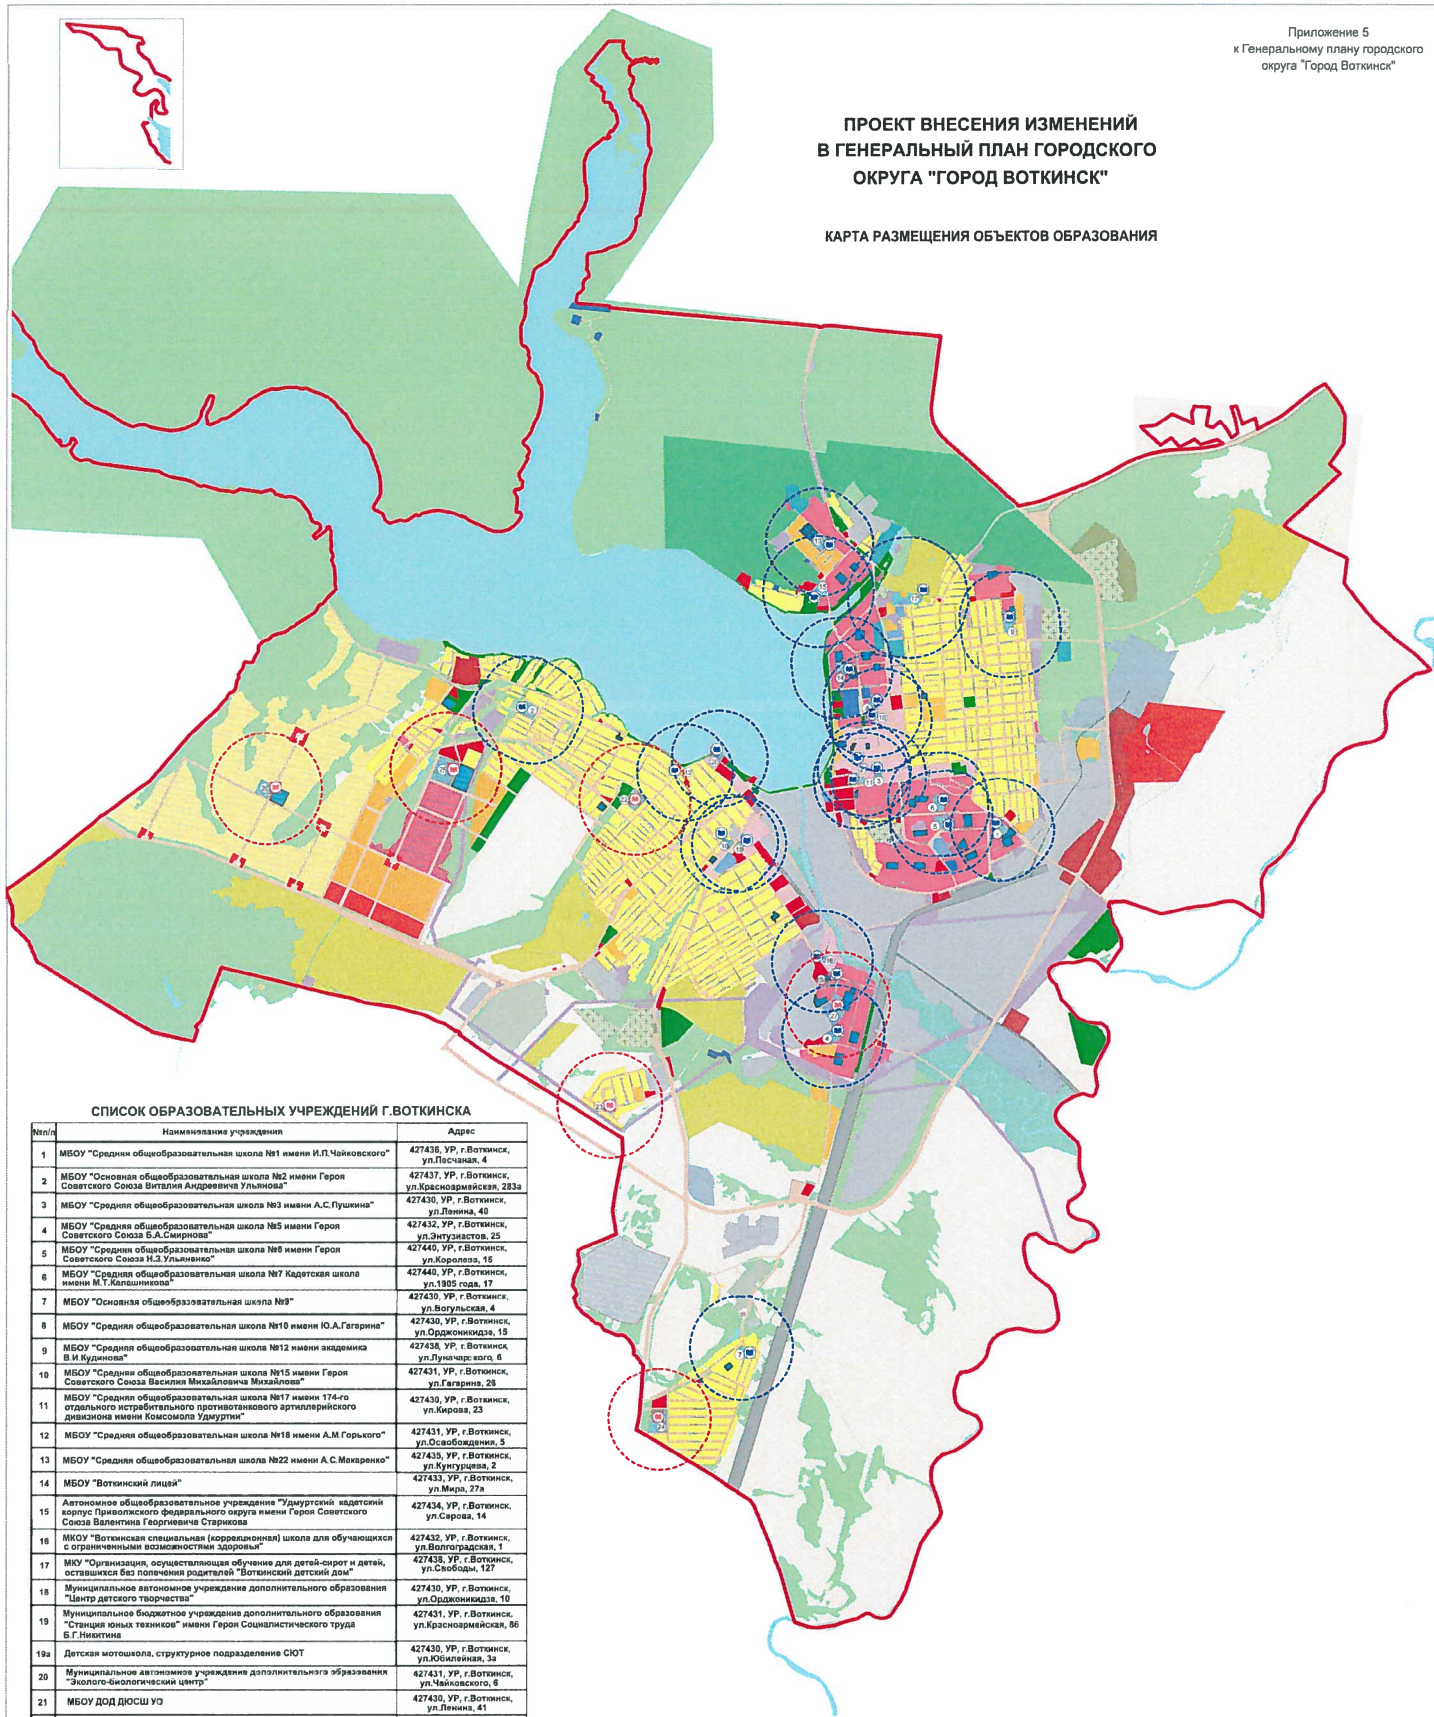 Приложение 5
к Генеральному плану городского
округа "Город Воткинск"
ПРОЕКТ ВНЕСЕНИЯ ИЗМЕНЕНИЙ
В ГЕНЕРАЛЬНЫЙ ПЛАН ГОРОДСКОГО
ОКРУГА "ГОРОД ВОТКИНСК"
КАРТА РАЗМЕЩЕНИЯ ОБЪЕКТОВ ОБРАЗОВАНИЯ
СПИСОК ОБРАЗОВАТЕЛЬНЫХ УЧРЕЖДЕНИЙ Г.ВОТКИНСКА
№п/п Наименование учреждения Адрес
1 МБОУ "Средняя общеобразовательная школа №1 имени И.П.Чайковского" 427436, УР, г.Воткинск,
ул.Песчаная, 4
2 МБОУ "Основная общеобразовательная школа №2 имени Героя
Советского Союза Виталия Андреевича Ульянова" 427437, УР, г.Воткинск,
ул.Красноармейская, 283а
3 МБОУ "Средняя общеобразовательная школа №3 имени А.С.Пушкина" 427430, УР, г.Воткинск,
ул.Ленина, 40
4 МБОУ "Средняя общеобразовательная школа №5 имени Героя
Советского Союза Б.А.Смирнова" 427432, УР, г.Воткинск,
ул.Энтузиастов, 25
5 МБОУ "Средняя общеобразовательная школа №6 имени Героя
Советского Союза Н.З.Ульяненко" 427440, УР, г.Воткинск,
ул.Королева, 15
6 МБОУ "Средняя общеобразовательная школа №7 Кадетская школа
имени М.Т.Калашникова" 427440, УР, г.Воткинск,
ул.1905 года, 17
7 МБОУ "Основная общеобразовательная школа №9" 427430, УР, г.Воткинск,
ул.Вогульская, 4
8 МБОУ "Средняя общеобразовательная школа №10 имени Ю.А.Гагарина" 427430, УР, г.Воткинск,
ул.Орджоникидзе, 15
9 МБОУ "Средняя общеобразовательная школа №12 имени академика
В.И.Кудинова" 427438, УР, г.Воткинск,
ул.Луначарского, 6
10 МБОУ "Средняя общеобразовательная школа №15 имени Героя
Советского Союза Василия Михайловича Михайлова" 427431, УР, г.Воткинск,
ул.Гагарина, 26
11 МБОУ "Средняя общеобразовательная школа №17 имени 174-го
отдельного истребительного противотанкового артиллерийского
дивизиона имени Комсомола Удмуртии" 427430, УР, г.Воткинск,
ул.Кирова, 23
12 МБОУ "Средняя общеобразовательная школа №18 имени А.М.Горького" 427431, УР, г.Воткинск,
ул.Освобождения, 5
13 МБОУ "Средняя общеобразовательная школа №22 имени А.С.Макаренко" 427435, УР, г.Воткинск,
ул.Кунгурцева, 2
14 МБОУ "Воткинский лицей" 427433, УР, г.Воткинск,
ул.Мира, 27а
15 Автономное общеобразовательное учреждение "Удмуртский кадетский
корпус Приволжского федерального округа имени Героя Советского
Союза Валентина Георгиевича Старикова 427434, УР, г.Воткинск,
ул.Серова, 14
16 МКОУ "Воткинская специальная (коррекционная) школа для обучающихся
с ограниченными возможностями здоровья" 427432, УР, г.Воткинск,
ул.Волгоградская, 1
17 МКУ "Организация, осуществляющая обучение для детей-сирот и детей,
оставшихся без попечения родителей "Воткинский детский дом" 427438, УР, г.Воткинск,
ул.Свободы, 127
18 Муниципальное автономное учреждение дополнительного образования
"Центр детского творчества" 427430, УР, г.Воткинск,
ул.Орджоникидзе, 10
19 Муниципальное бюджетное учреждение дополнительного образования
"Станция юных техников" имени Героя Социалистического труда
Б.Г.Никитина 427431, УР, г.Воткинск,
ул.Красноармейская, 86
19а Детская мотошкола, структурное подразделение СЮТ 427430, УР, г.Воткинск,
ул.Юбилейная, 3а
20 Муниципальное автономное учреждение дополнительного образования
"Эколого-биологический центр" 427431, УР, г.Воткинск,
ул.Чайковского, 6
21 МБОУ ДОД ДЮСШ УО 427430, УР, г.Воткинск,
ул.Ленина, 41